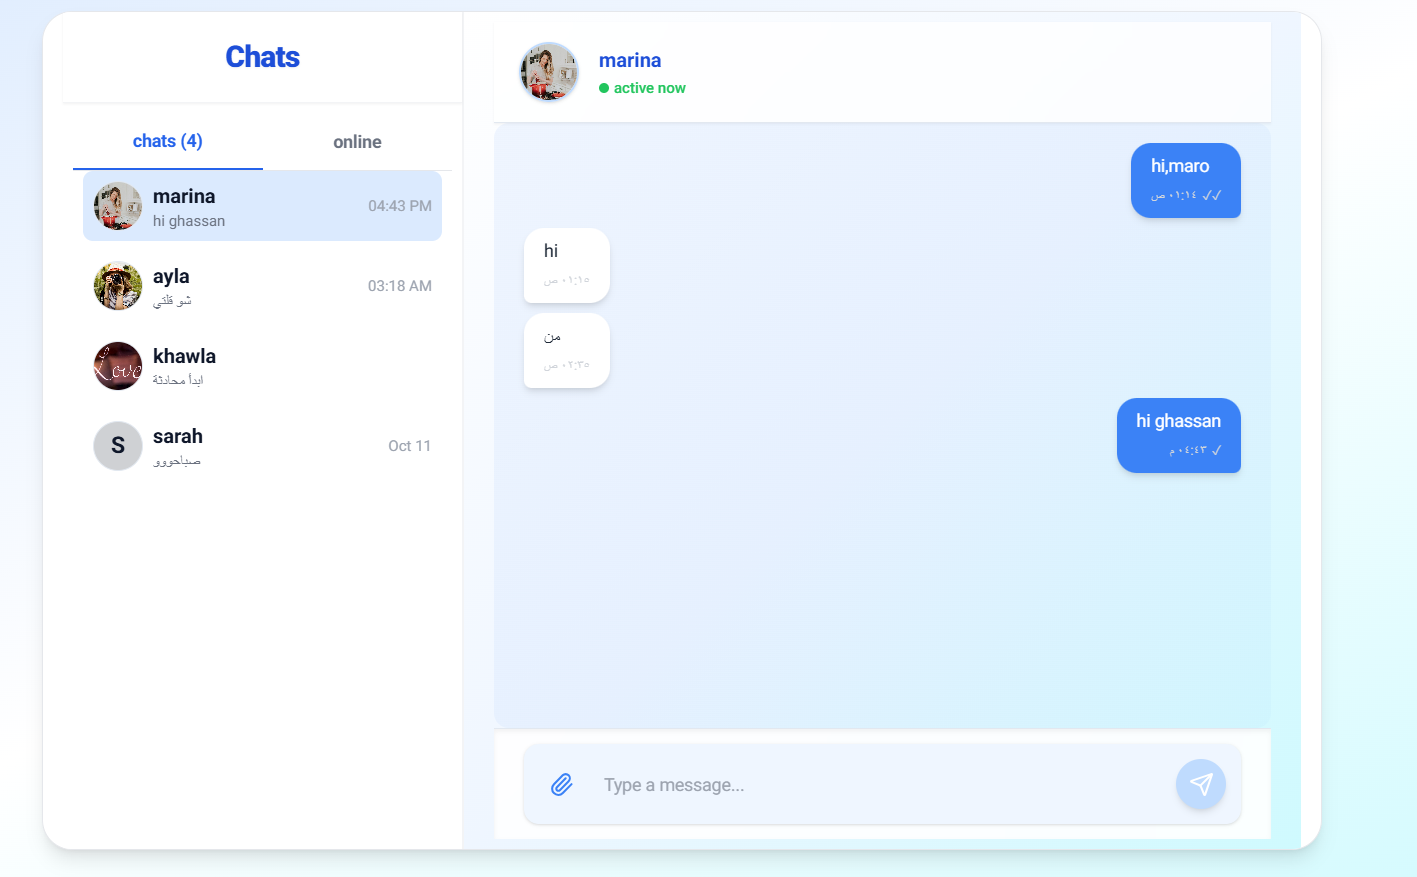 Chats
chats (4)
online
marina
04:43 PM
hi ghassan
ayla
03:18 AM
شو قلتي
khawla
ابدأ محادثة
S
sarah
Oct 11
صباحووو
marina
active now
hi,maro
٠١:١٤ ص ✓✓
hi
٠١:١٥ ص
من
٠٢:٣٥ ص
hi ghassan
٠٤:٤٣ م ✓
Type a message...